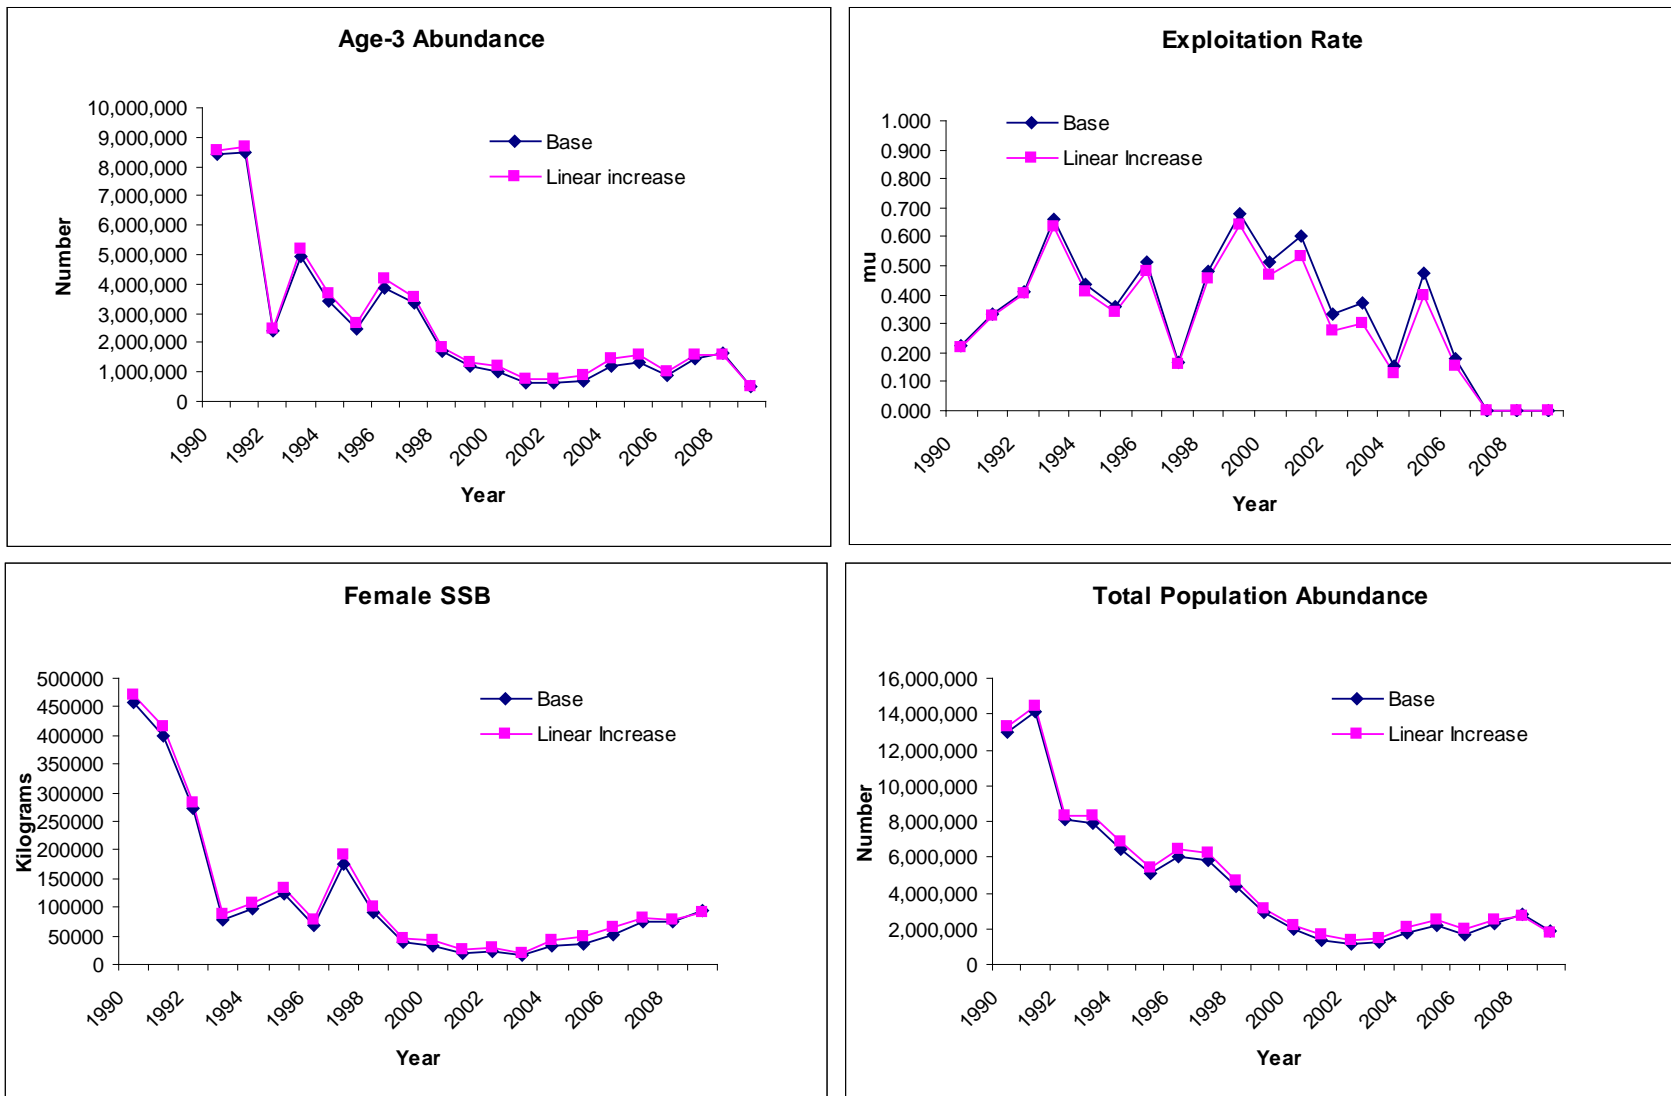 Age-3 Abundance
10,000,000
9,000,000
8,000,000
7,000,000
6,000,000
5,000,000
4,000,000
3,000,000
2,000,000
1,000,000
0
Number
Base
Linear increase
1990 1992 1994 1996 1998 2000 2002 2004 2006 2008
Year
Exploitation Rate
1.000
0.900
0.800
0.700
0.600
0.500
0.400
0.300
0.200
0.100
0.000
mu
Base
Linear Increase
1990 1992 1994 1996 1998 2000 2002 2004 2006 2008
Year
Female SSB
500000
450000
400000
350000
300000
250000
200000
150000
100000
50000
0
Kilograms
Base
Linear Increase
1990 1992 1994 1996 1998 2000 2002 2004 2006 2008
Year
Total Population Abundance
16,000,000
14,000,000
12,000,000
10,000,000
8,000,000
6,000,000
4,000,000
2,000,000
0
Number
Base
Linear Increase
1990 1992 1994 1996 1998 2000 2002 2004 2006 2008
Year